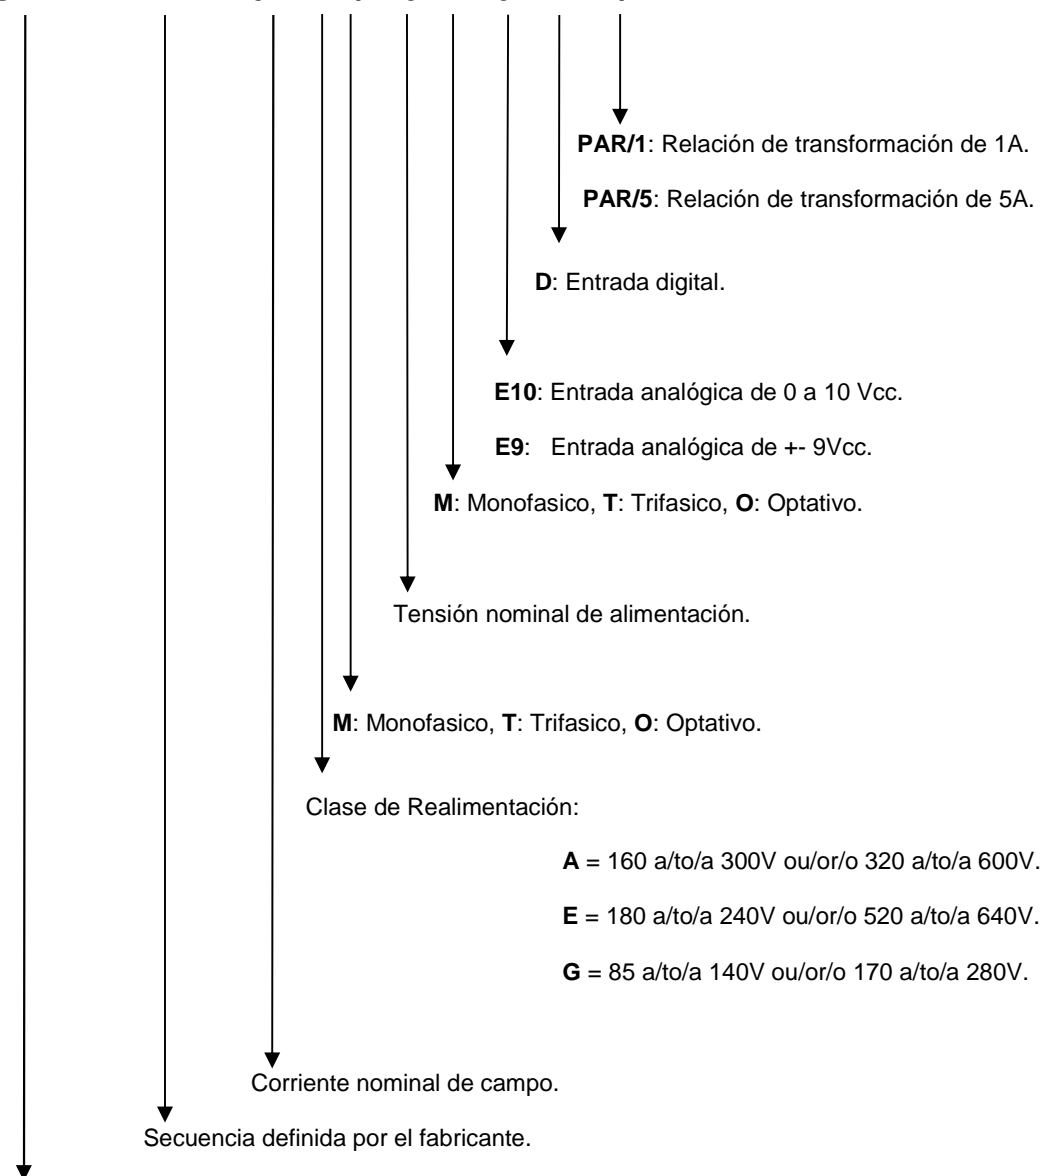 PAR/1: Relación de transformación de 1A.
PAR/5: Relación de transformación de 5A.
D: Entrada digital.
E10: Entrada analógica de 0 a 10 Vcc.
E9: Entrada analógica de +- 9Vcc.
M: Monofasico, T: Trifasico, O: Optativo.
Tensión nominal de alimentación.
M: Monofasico, T: Trifasico, O: Optativo.
Clase de Realimentación:
A = 160 a/to/a 300V ou/or/o 320 a/to/a 600V.
E = 180 a/to/a 240V ou/or/o 520 a/to/a 640V.
G = 85 a/to/a 140V ou/or/o 170 a/to/a 280V.
Corriente nominal de campo.
Secuencia definida por el fabricante.